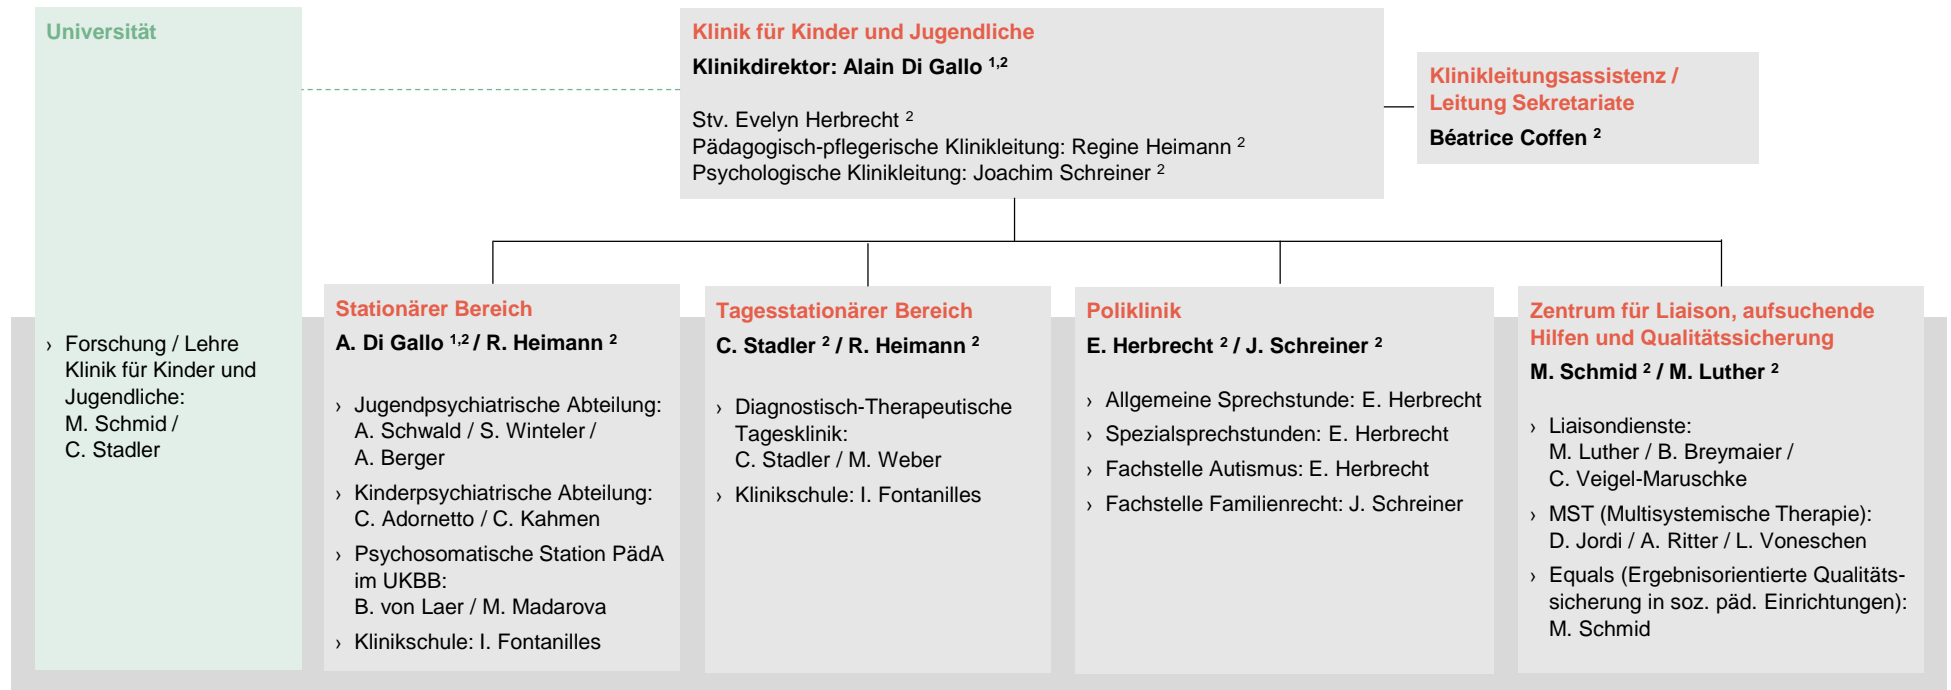 Universität
› Forschung / Lehre
Klinik für Kinder und
Jugendliche:
M. Schmid /
C. Stadler
Klinik für Kinder und Jugendliche
Klinikdirektor: Alain Di Gallo 1,2
Stv. Evelyn Herbrecht 2
Pädagogisch-pflegerische Klinikleitung: Regine Heimann 2
Psychologische Klinikleitung: Joachim Schreiner 2
Klinikleitungsassistenz /
Leitung Sekretariate
Béatrice Coffen 2
Stationärer Bereich
A. Di Gallo 1,2 / R. Heimann 2
› Jugendpsychiatrische Abteilung:
A. Schwald / S. Winteler /
A. Berger
› Kinderpsychiatrische Abteilung:
C. Adornetto / C. Kahmen
› Psychosomatische Station PädA
im UKBB:
B. von Laer / M. Madarova
› Klinikschule: I. Fontanilles
Tagesstationärer Bereich
C. Stadler 2 / R. Heimann 2
› Diagnostisch-Therapeutische
Tagesklinik:
C. Stadler / M. Weber
› Klinikschule: I. Fontanilles
Poliklinik
E. Herbrecht 2 / J. Schreiner 2
› Allgemeine Sprechstunde: E. Herbrecht
› Spezialsprechstunden: E. Herbrecht
› Fachstelle Autismus: E. Herbrecht
› Fachstelle Familienrecht: J. Schreiner
Zentrum für Liaison, aufsuchende
Hilfen und Qualitätssicherung
M. Schmid 2 / M. Luther 2
› Liaisondienste:
M. Luther / B. Breymaier /
C. Veigel-Maruschke
› MST (Multisystemische Therapie):
D. Jordi / A. Ritter / L. Voneschen
› Equals (Ergebnisorientierte Qualitäts-
sicherung in soz. päd. Einrichtungen):
M. Schmid